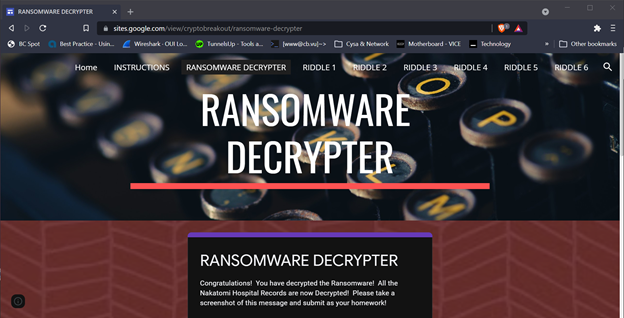 RANSOMWARE DECRYPTER
sites.google.com/view/cryptobreakout/ransomware-decrypter
BC Spot
Best Practice - Usin...
Wireshark - OUI Lo...
TunnelsUp - Tools a...
[www@cb.vu]~>
Cysa & Network
Motherboard - VICE
Technology
»
Other bookmarks
Home
INSTRUCTIONS
RANSOMWARE DECRYPTER
RIDDLE 1
RIDDLE 2
RIDDLE 3
RIDDLE 4
RIDDLE 5
RIDDLE 6
RANSOMWARE
DECRYPTER
O
P
L
M
RANSOMWARE DECRYPTER
Congratulations! You have decrypted the Ransomware! All the
Nakatomi Hospital Records are now Decrypted! Please take a
screenshot of this message and submit as your homework!